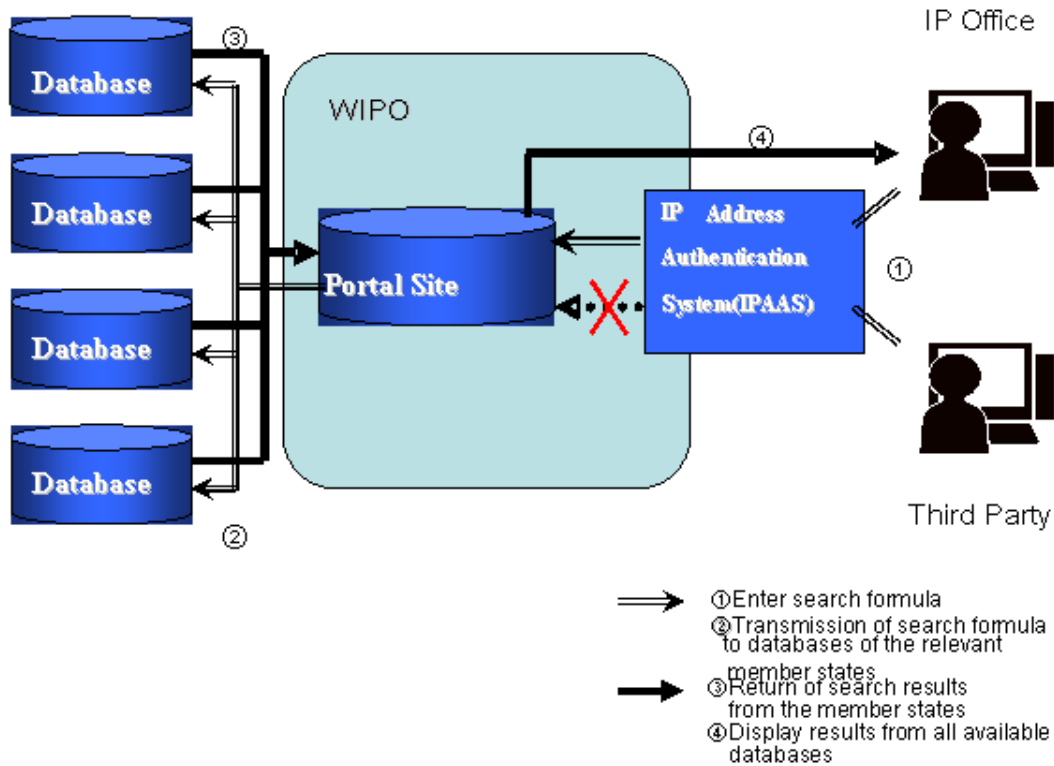 IP Office
③
Database
WIPO
④
Database
IP Address
Authentication
System(IPAAS)
①
Portal Site
Database
Database
②
Third Party
①Enter search formula
②Transmission of search formula
to databases of the relevant
member states
③Return of search results
from the member states
④Display results from all available
databases